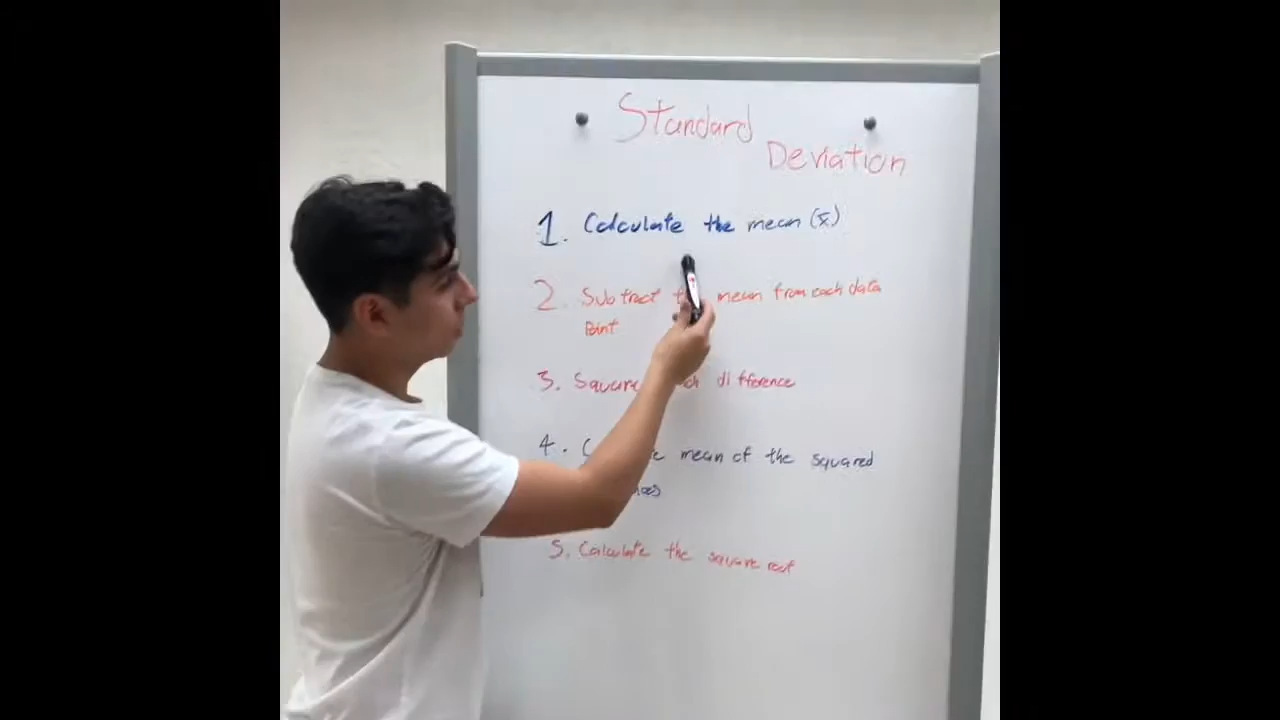 Standard
Deviation
1. Calculate the mean (x̄)
2. Subtract mean from each data
Point
3. Square difference
4. mean of the squared
5. Calculate the square root